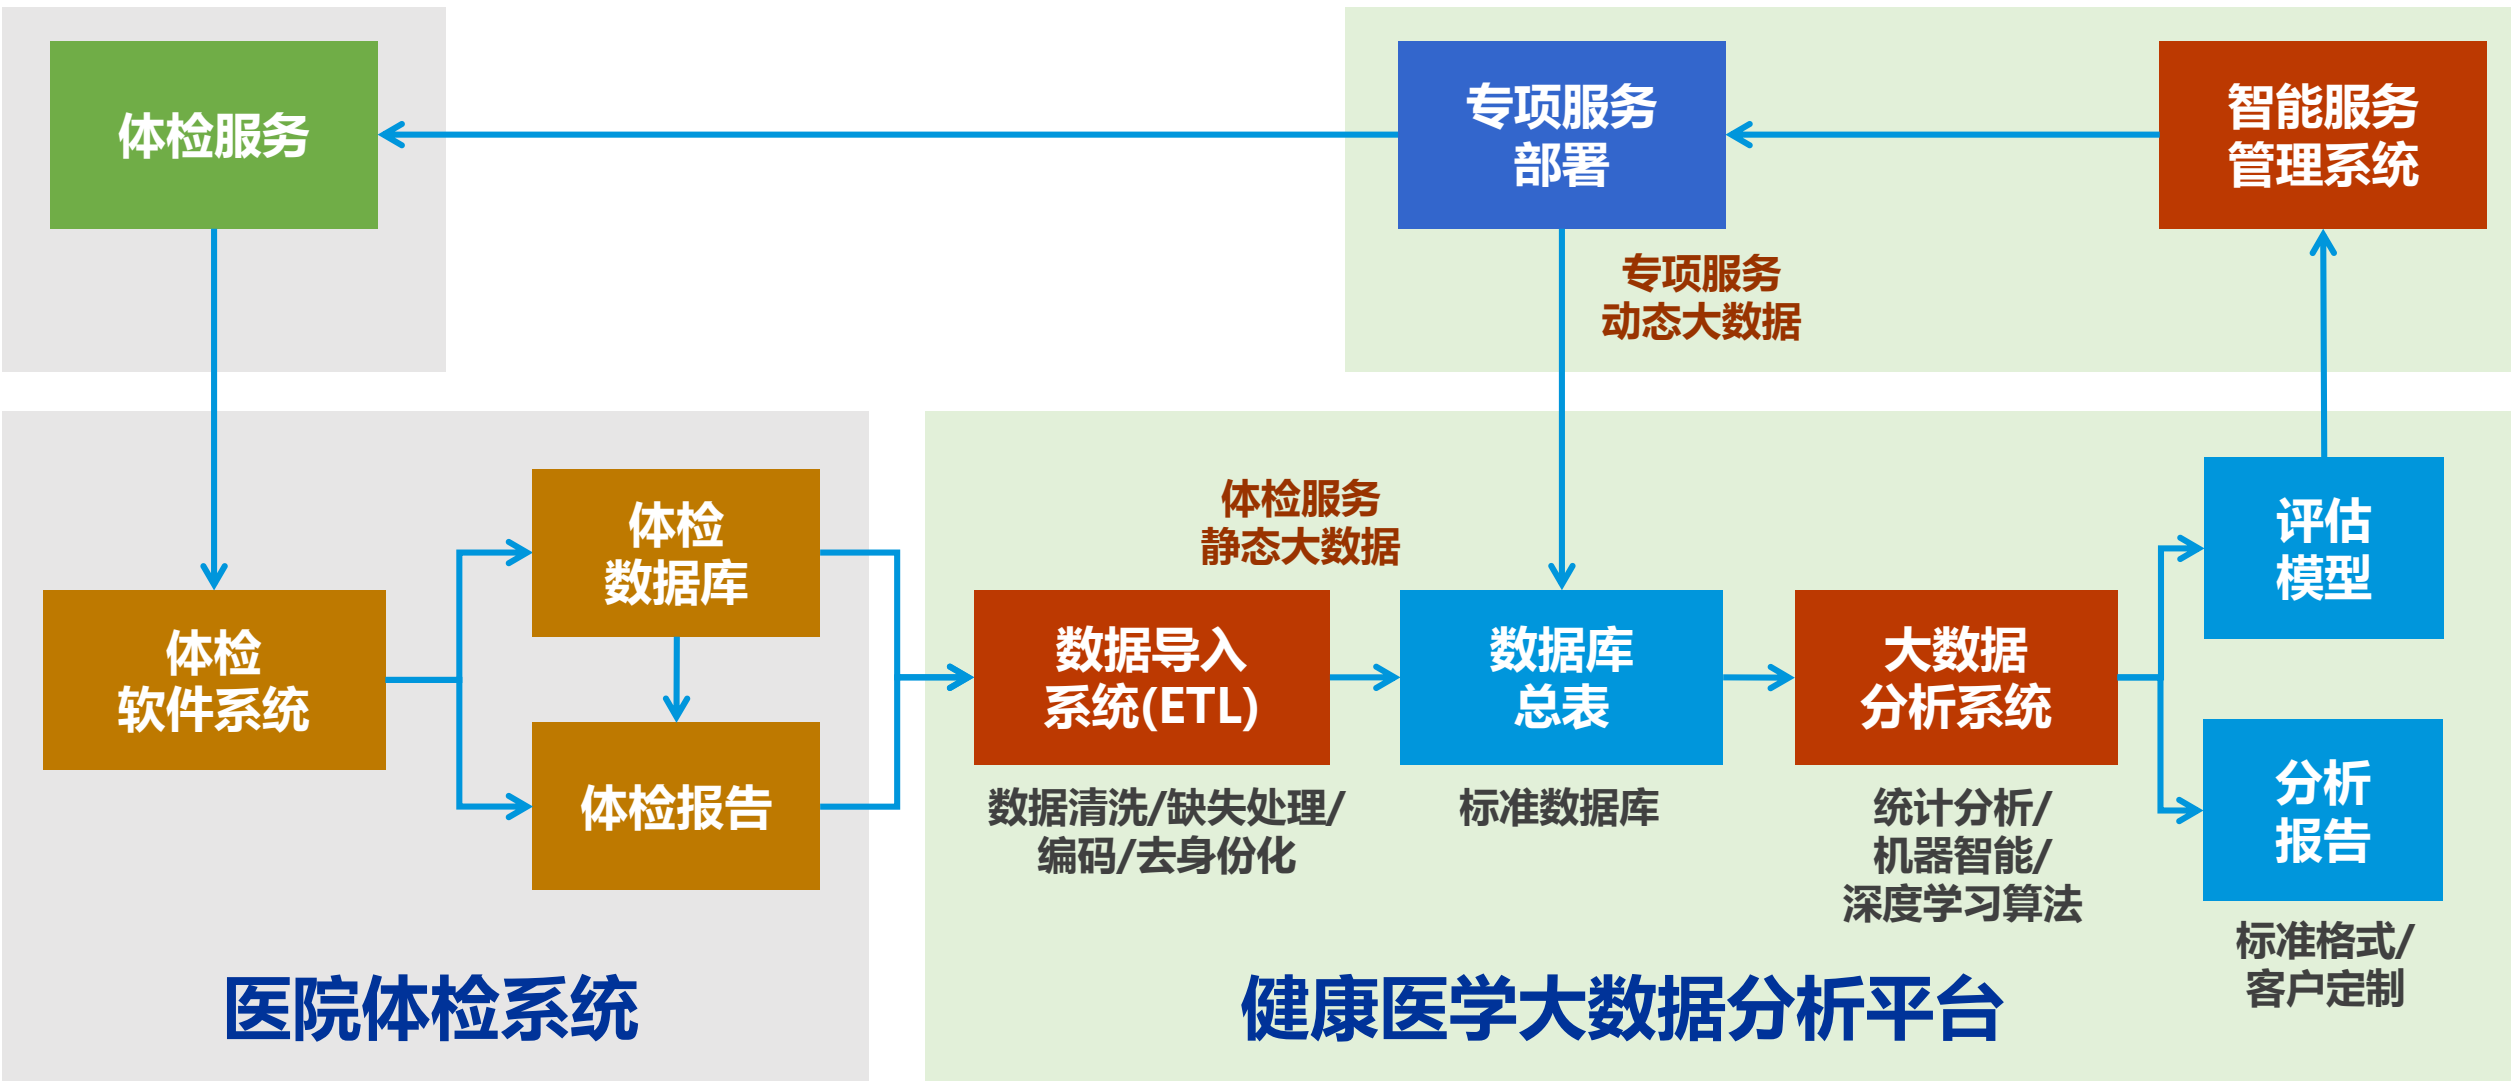 体检服务
专项服务
部署
智能服务
管理系统
专项服务
动态大数据
体检
软件系统
体检
数据库
体检报告
体检服务
静态大数据
数据导入
系统(ETL)
数据清洗/缺失处理/
编码/去身份化
数据库
总表
标准数据库
大数据
分析系统
统计分析/
机器智能/
深度学习算法
评估
模型
分析
报告
标准格式/
客户定制
医院体检系统
健康医学大数据分析平台